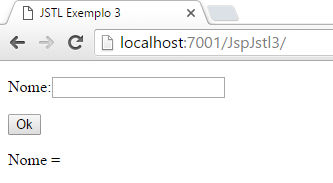 JSTL Exemplo 3
localhost:7001/JspJstl3/
Nome:
Ok
Nome =